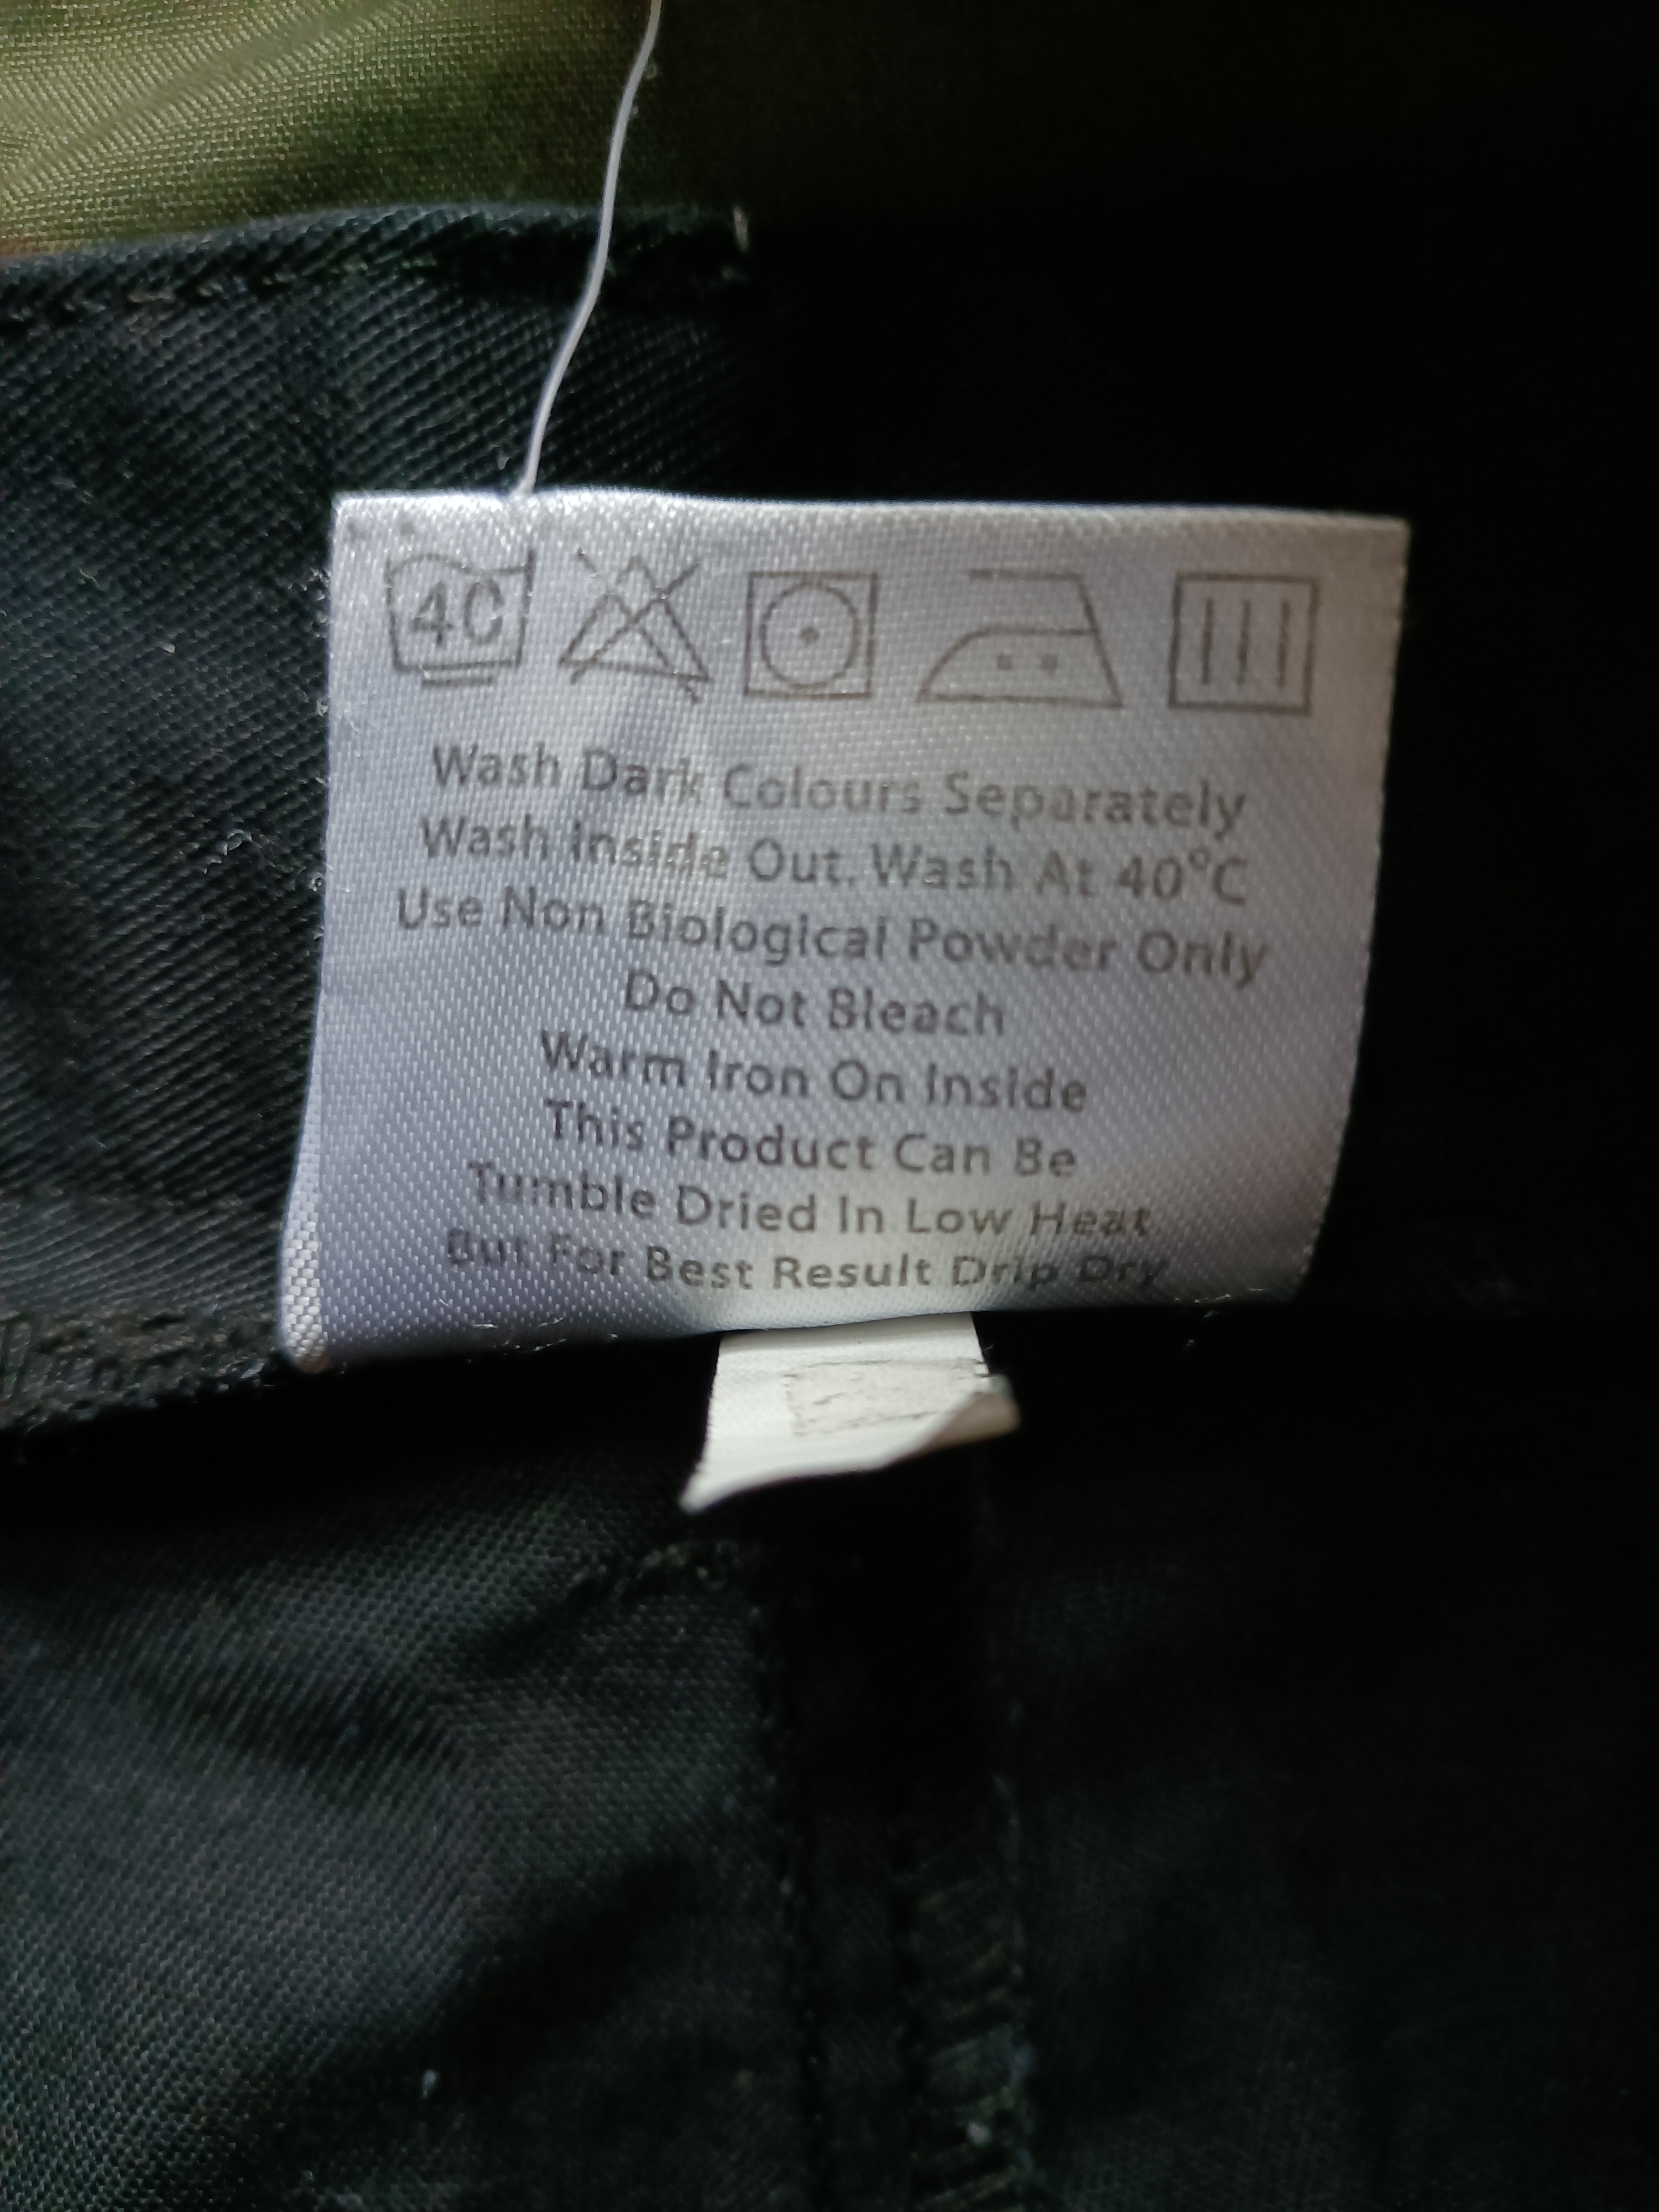 40
Wash Dark Colours Separately
Wash Inside Out. Wash At 40°C
Use Non Biological Powder Only
Do Not Bleach
Warm Iron On Inside
This Product Can Be
Tumble Dried In Low Heat
But For Best Result Drip Dry